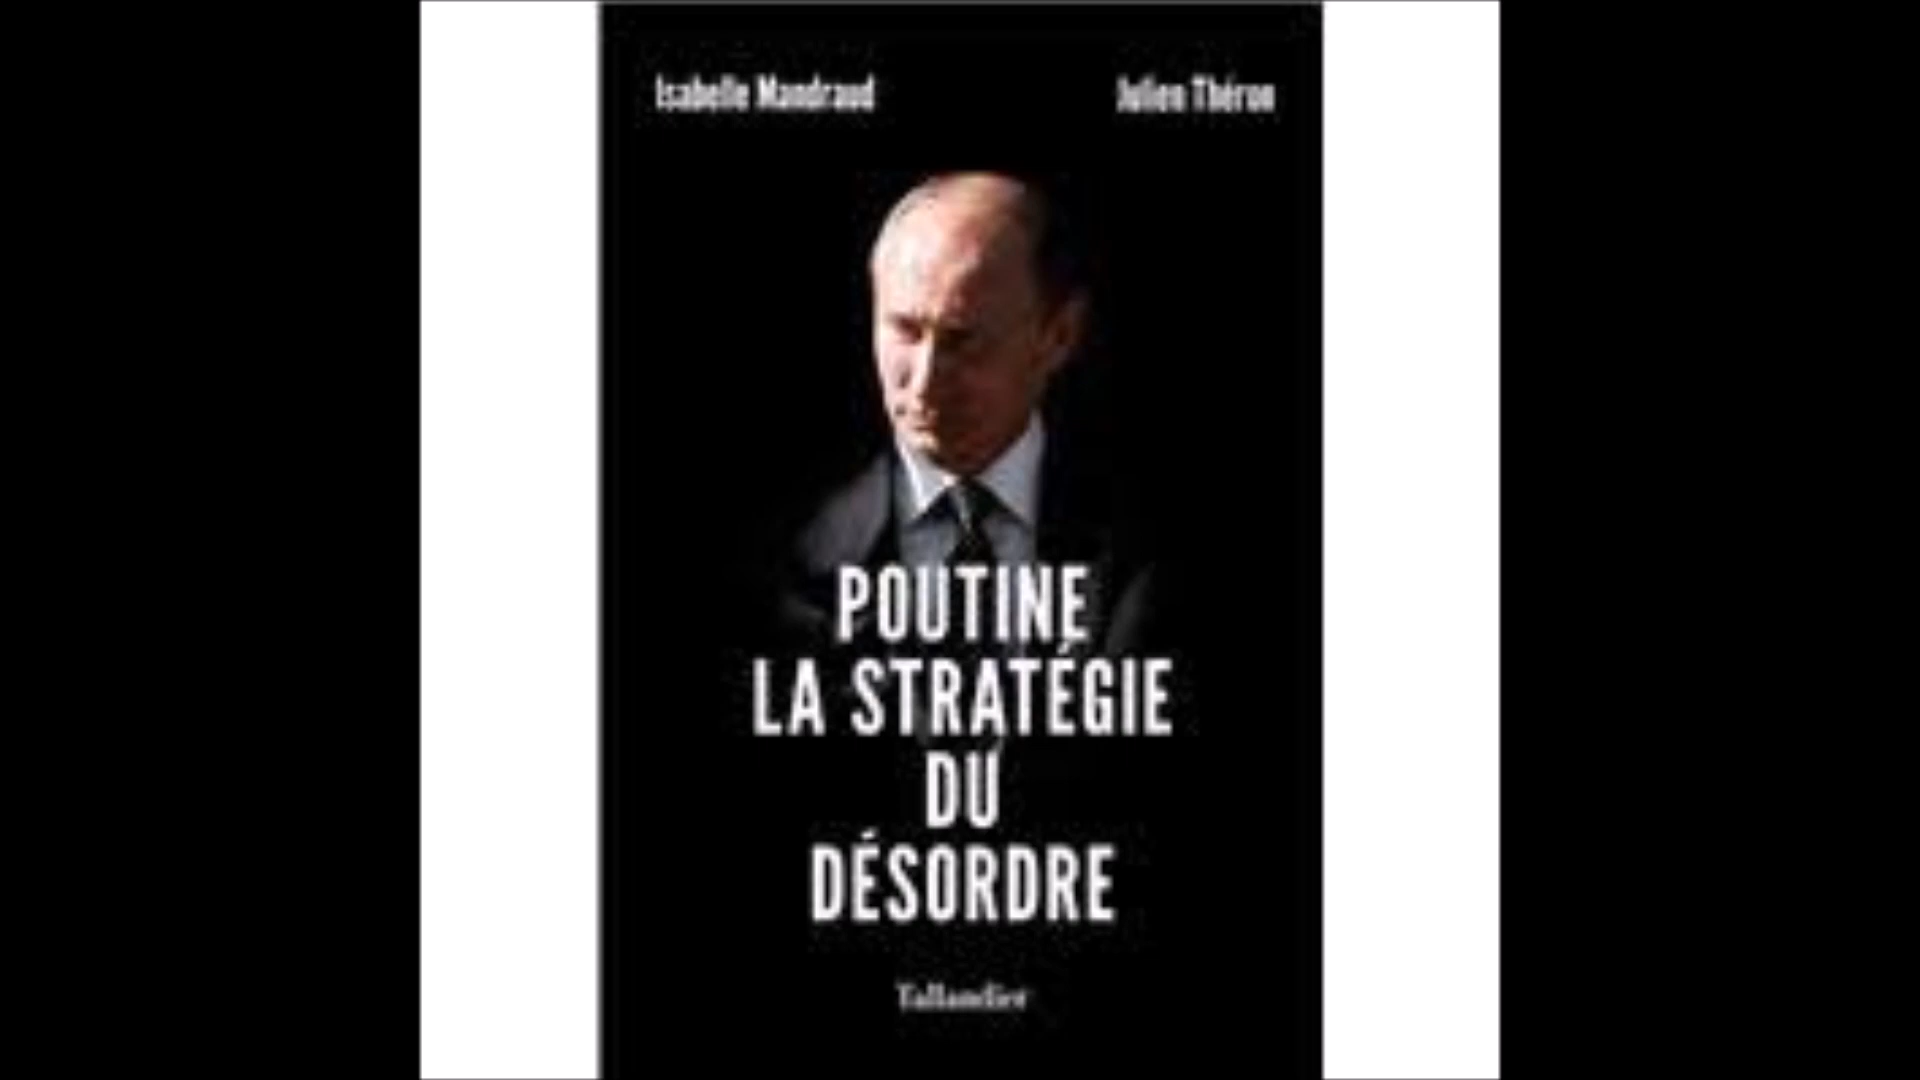 Isabelle Mandraud Julien Théron
POUTINE
LA STRATÉGIE
DU
DÉSORDRE
Tallandier